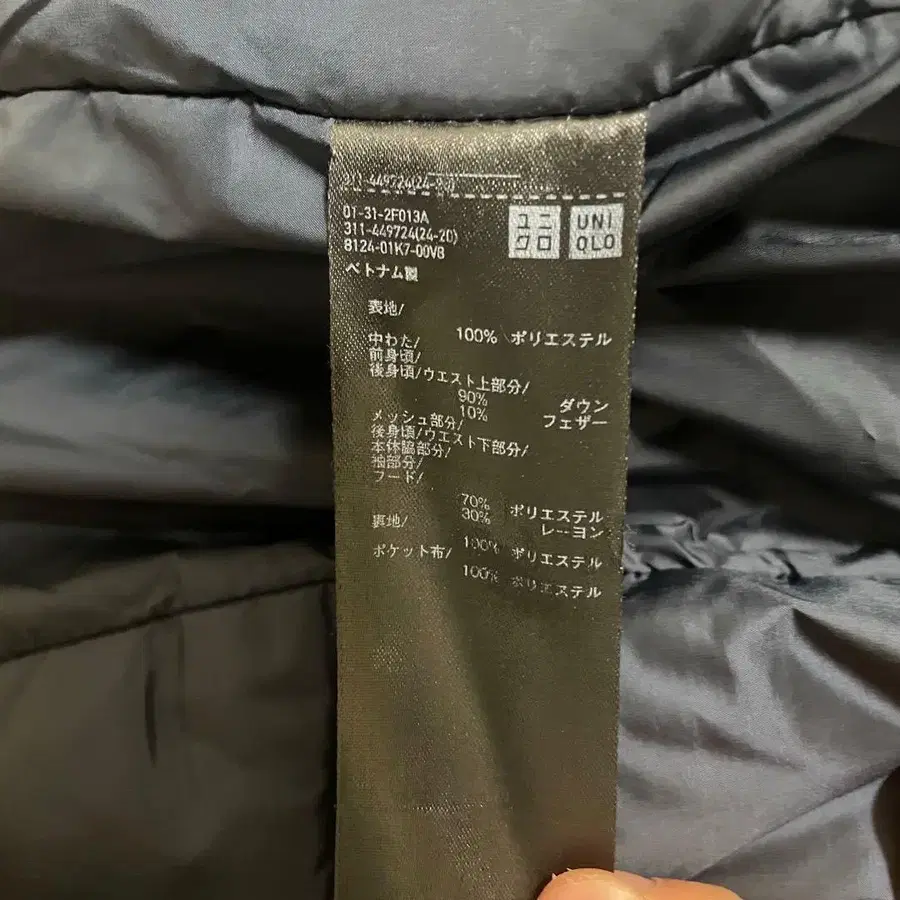 311-449724(24-20)
01-31-2F013A
311-449724(24-2D)
8124-01K7-00VB
ユニ
クロ
UNI
QLO
ベトナム製
表地/
100% ポリエステル
中わた/
前身頃/
後身頃/ウエスト上部分/
90% ダウン
10% フェザー
メッシュ部分/
後身頃/ウエスト下部分/
本体脇部分/
袖部分/
フード/
70% ポリエステル
30% レーヨン
裏地/
100% ポリエステル
ポケット布/
100% ポリエステル